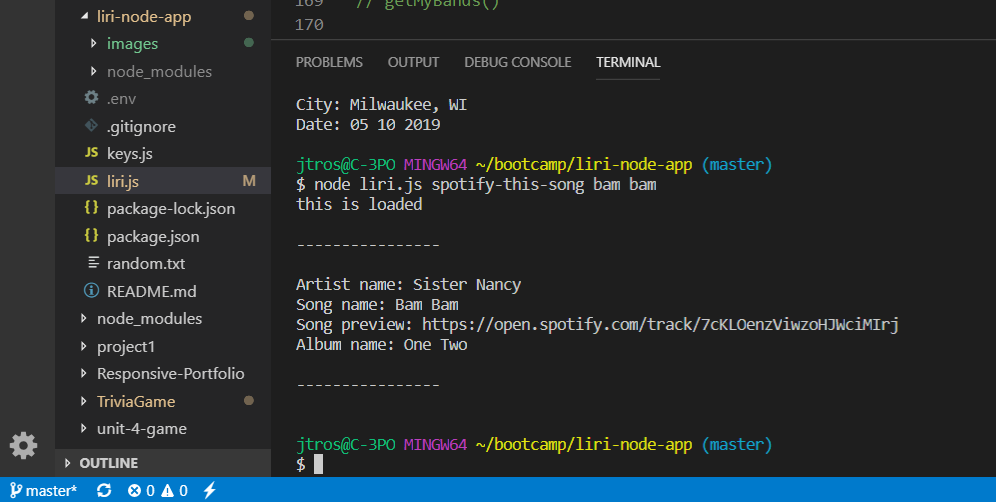 liri-node-app
images
node_modules
.env
.gitignore
JS keys.js
JS liri.js M
{} package-lock.json
{} package.json
random.txt
README.md
node_modules
project1
Responsive-Portfolio
TriviaGame
unit-4-game
OUTLINE
169 // getMyBands()
170
PROBLEMS OUTPUT DEBUG CONSOLE TERMINAL
City: Milwaukee, WI
Date: 05 10 2019
jtros@C-3PO MINGW64 ~/bootcamp/liri-node-app (master)
$ node liri.js spotify-this-song bam bam
this is loaded
----------------
Artist name: Sister Nancy
Song name: Bam Bam
Song preview: https://open.spotify.com/track/7cKLOenzViwzoHJWciMIrj
Album name: One Two
----------------
jtros@C-3PO MINGW64 ~/bootcamp/liri-node-app (master)
$
master* 0 0